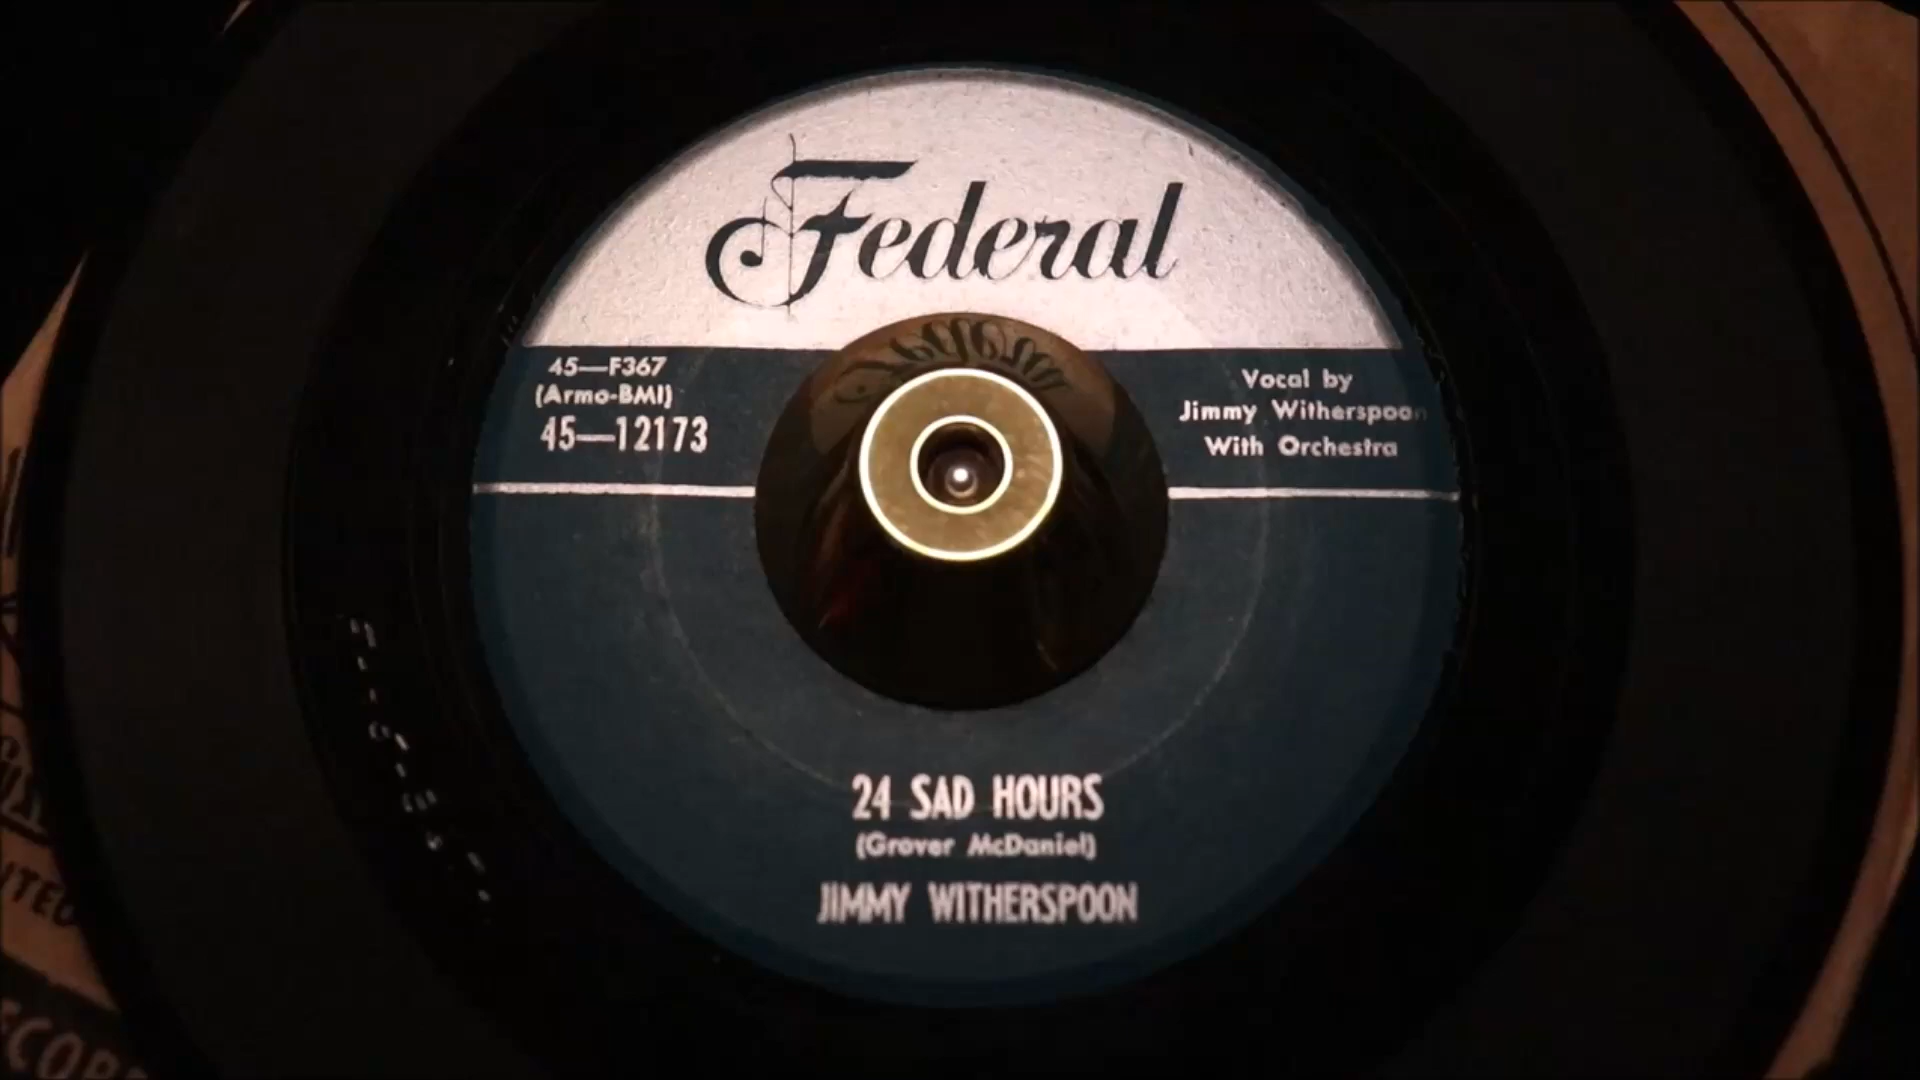 Federal
45—F367
(Armo-BMI)
45—12173
Vocal by
Jimmy Witherspoon
With Orchestra
24 SAD HOURS
(Grover McDaniel)
JIMMY WITHERSPOON